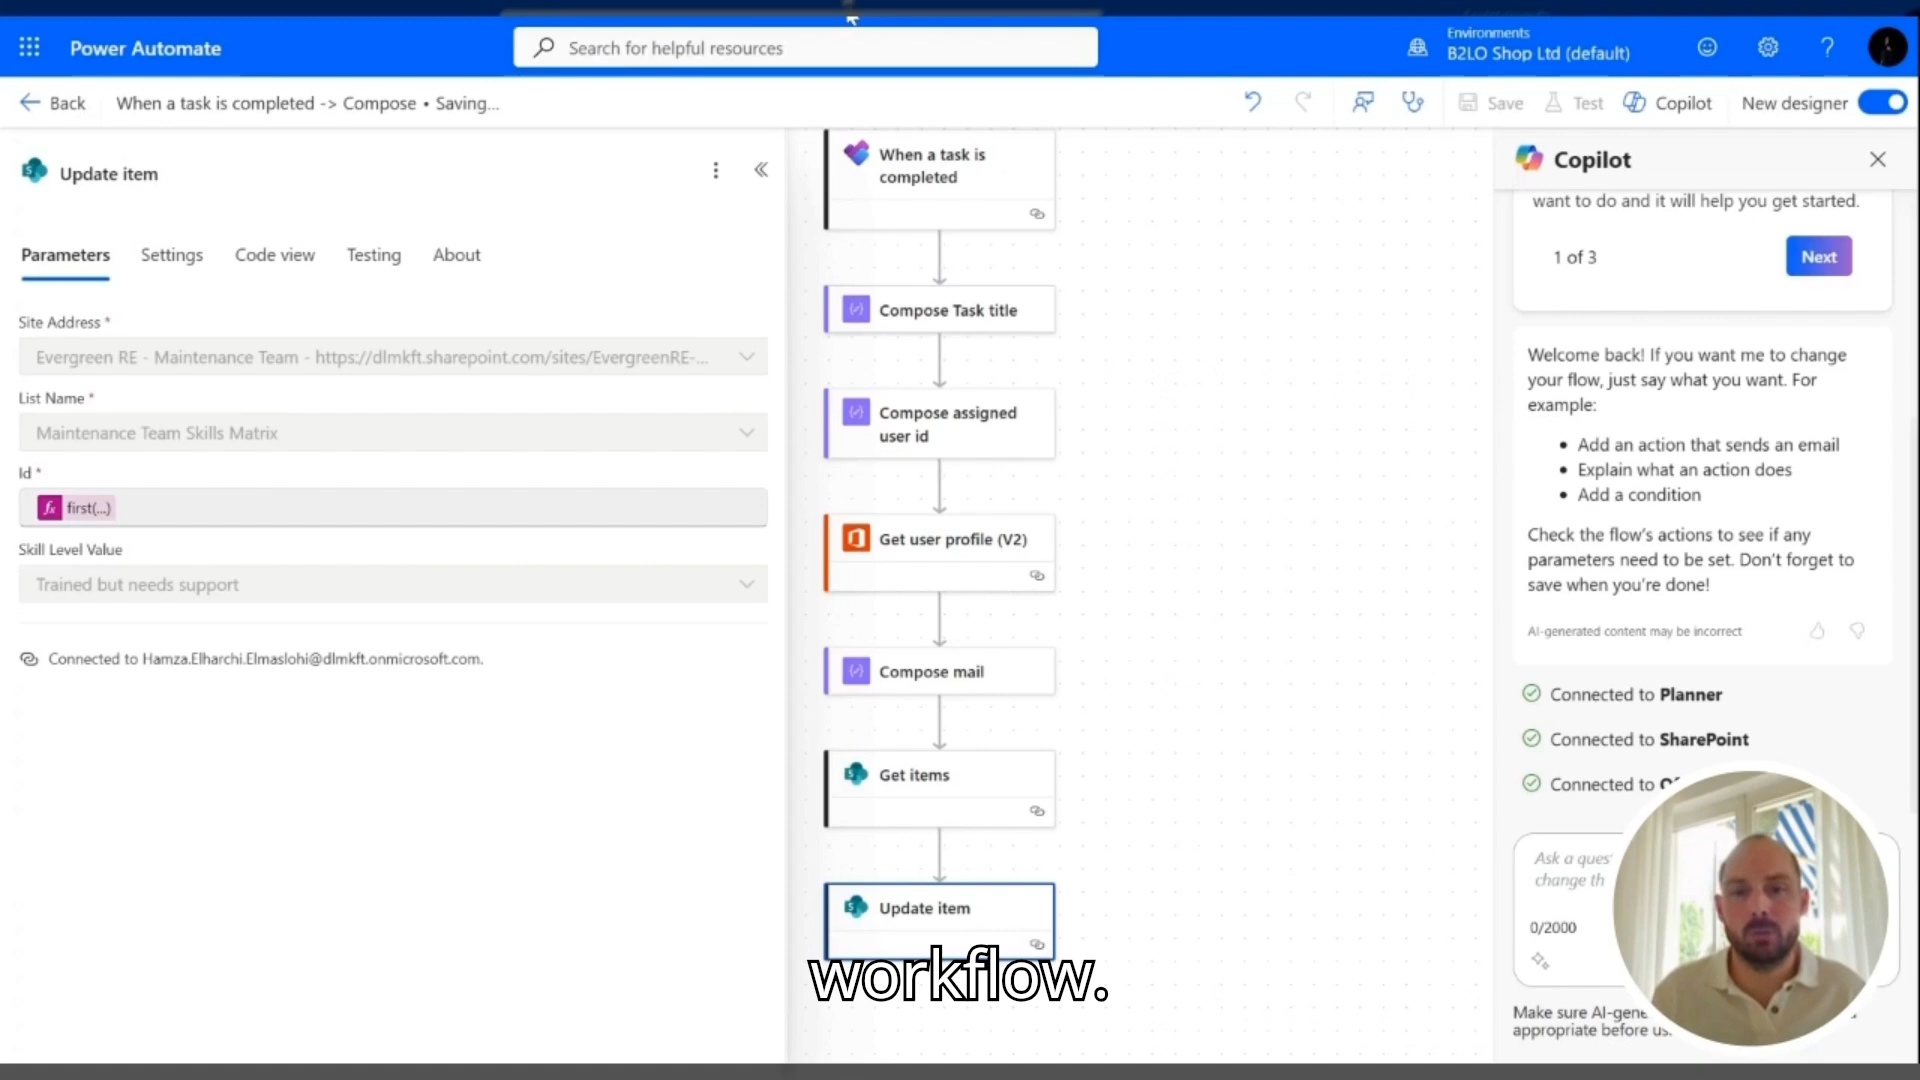 Power Automate
Search for helpful resources
Environments
B2LO Shop Ltd (default)
Back
When a task is completed -> Compose • Saving...
Save
Test
Copilot
New designer
Update item
Parameters
Settings
Code view
Testing
About
Site Address *
Evergreen RE - Maintenance Team - https://dlmkft.sharepoint.com/sites/EvergreenRE-...
List Name *
Maintenance Team Skills Matrix
Id *
fx first(...)
Skill Level Value
Trained but needs support
Connected to Hamza.Elharchi.Elmaslohi@dlmkft.onmicrosoft.com.
When a task is
completed
Compose Task title
Compose assigned
user id
Get user profile (V2)
Compose mail
Get items
Update item
workflow.
Copilot
want to do and it will help you get started.
1 of 3
Next
Welcome back! If you want me to change
your flow, just say what you want. For
example:
• Add an action that sends an email
• Explain what an action does
• Add a condition
Check the flow's actions to see if any
parameters need to be set. Don't forget to
save when you're done!
AI-generated content may be incorrect
Connected to Planner
Connected to SharePoint
Connected to
Ask a
change
0/2000
Make sure
appropriate before